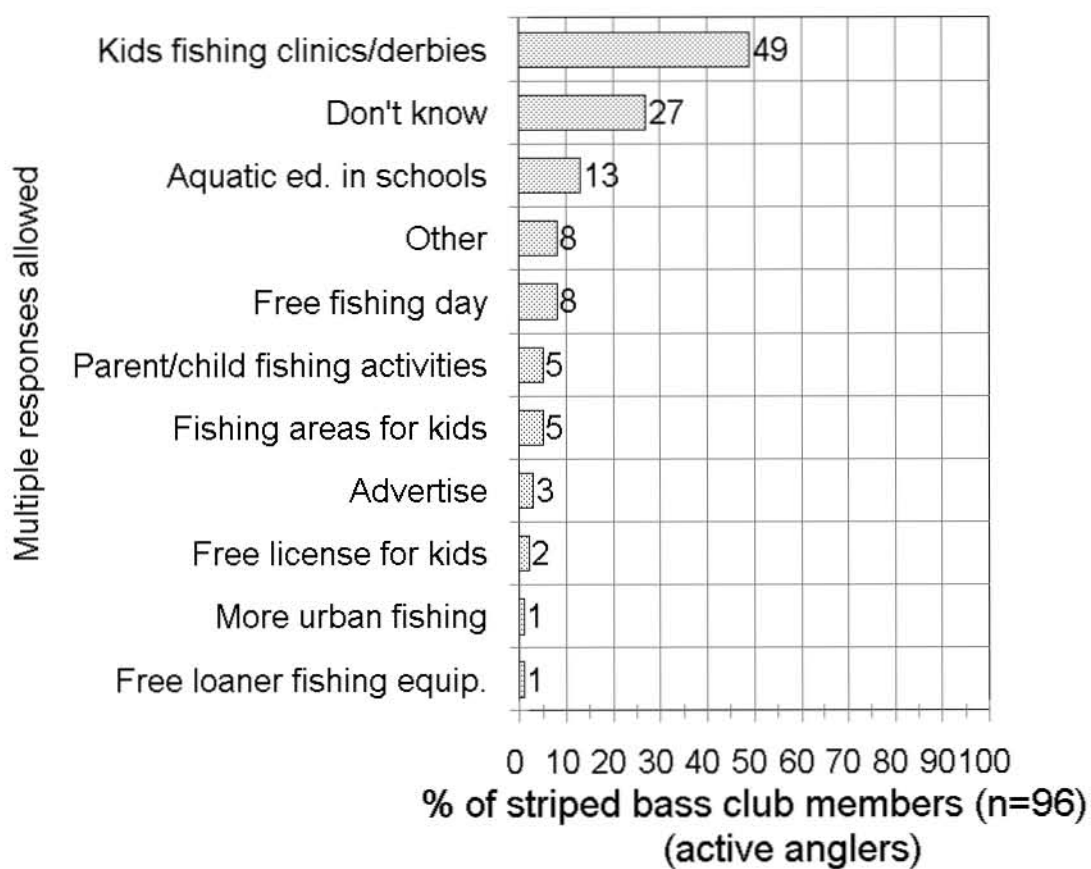 Multiple responses allowed
Kids fishing clinics/derbies 49
Don't know 27
Aquatic ed. in schools 13
Other 8
Free fishing day 8
Parent/child fishing activities 5
Fishing areas for kids 5
Advertise 3
Free license for kids 2
More urban fishing 1
Free loaner fishing equip. 1
0 10 20 30 40 50 60 70 80 90 100
% of striped bass club members (n=96)
(active anglers)